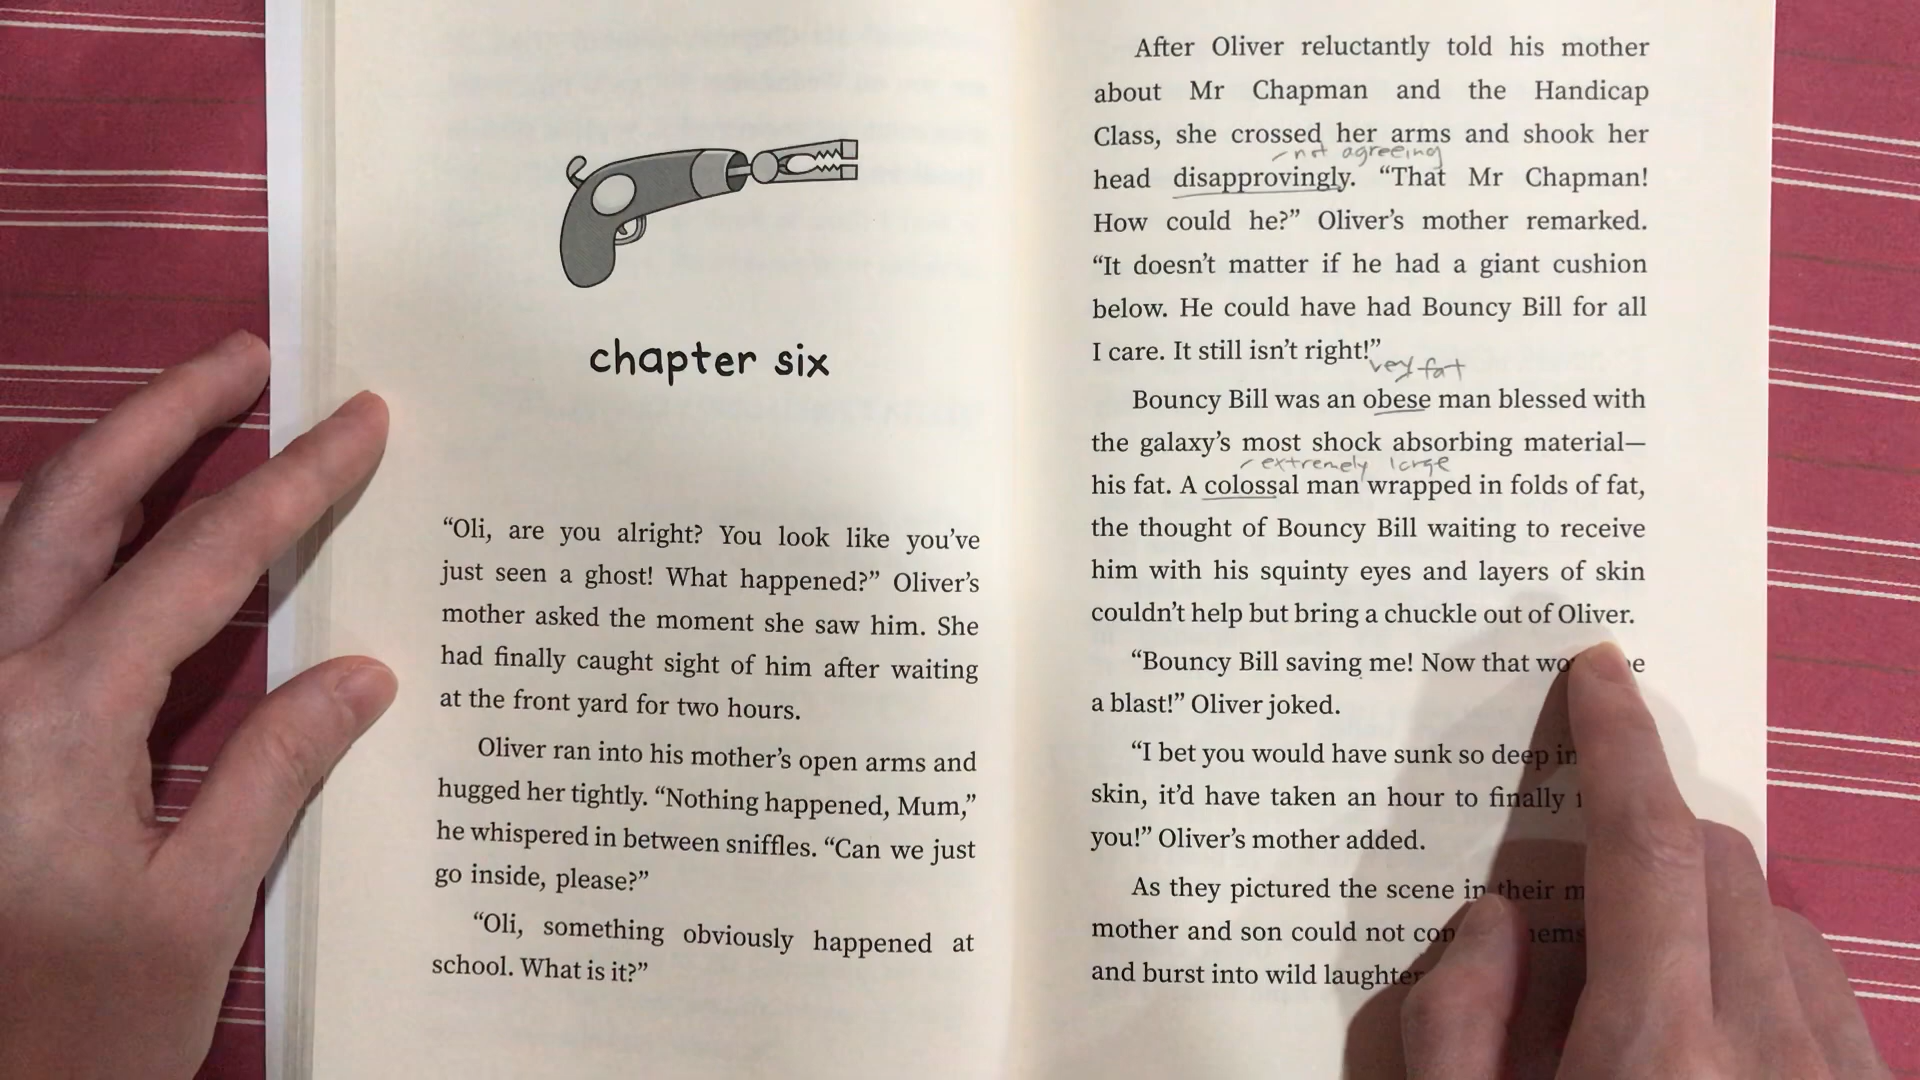 chapter six
“Oli, are you alright? You look like you’ve
just seen a ghost! What happened?” Oliver’s
mother asked the moment she saw him. She
had finally caught sight of him after waiting
at the front yard for two hours.
Oliver ran into his mother’s open arms and
hugged her tightly. “Nothing happened, Mum,”
he whispered in between sniffles. “Can we just
go inside, please?”
“Oli, something obviously happened at
school. What is it?”
After Oliver reluctantly told his mother
about Mr Chapman and the Handicap
Class, she crossed her arms and shook her
not agreeing
head disapprovingly. “That Mr Chapman!
How could he?” Oliver’s mother remarked.
“It doesn’t matter if he had a giant cushion
below. He could have had Bouncy Bill for all
I care. It still isn’t right!”
very fat
Bouncy Bill was an obese man blessed with
the galaxy’s most shock absorbing material—
extremely large
his fat. A colossal man wrapped in folds of fat,
the thought of Bouncy Bill waiting to receive
him with his squinty eyes and layers of skin
couldn’t help but bring a chuckle out of Oliver.
“Bouncy Bill saving me! Now that
a blast!” Oliver joked.
“I bet you would have sunk so deep in
skin, it’d have taken an hour to finally
you!” Oliver’s mother added.
As they pictured the scene in their
mother and son could not
and burst into wild laughter